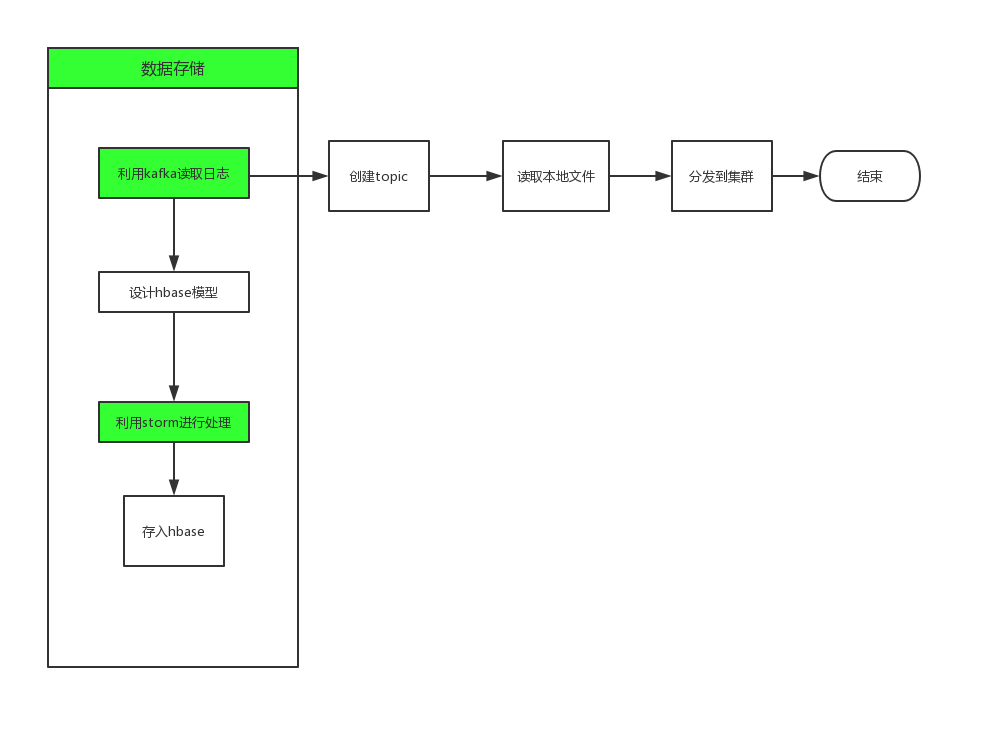 数据存储
利用kafka读取日志
创建topic
读取本地文件
分发到集群
结束
设计hbase模型
利用storm进行处理
存入hbase